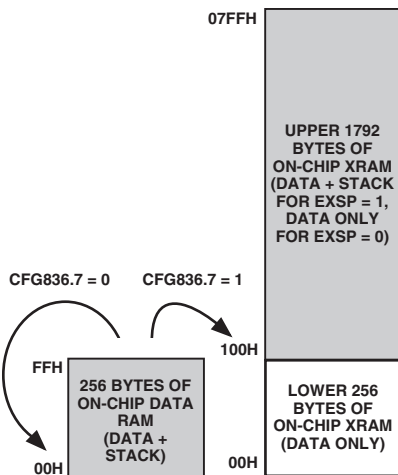 07FFH
UPPER 1792
BYTES OF
ON-CHIP XRAM
(DATA + STACK
FOR EXSP = 1,
DATA ONLY
FOR EXSP = 0)
CFG836.7 = 0
CFG836.7 = 1
100H
FFH
256 BYTES OF
ON-CHIP DATA
RAM
(DATA +
STACK)
00H
LOWER 256
BYTES OF
ON-CHIP XRAM
(DATA ONLY)
00H